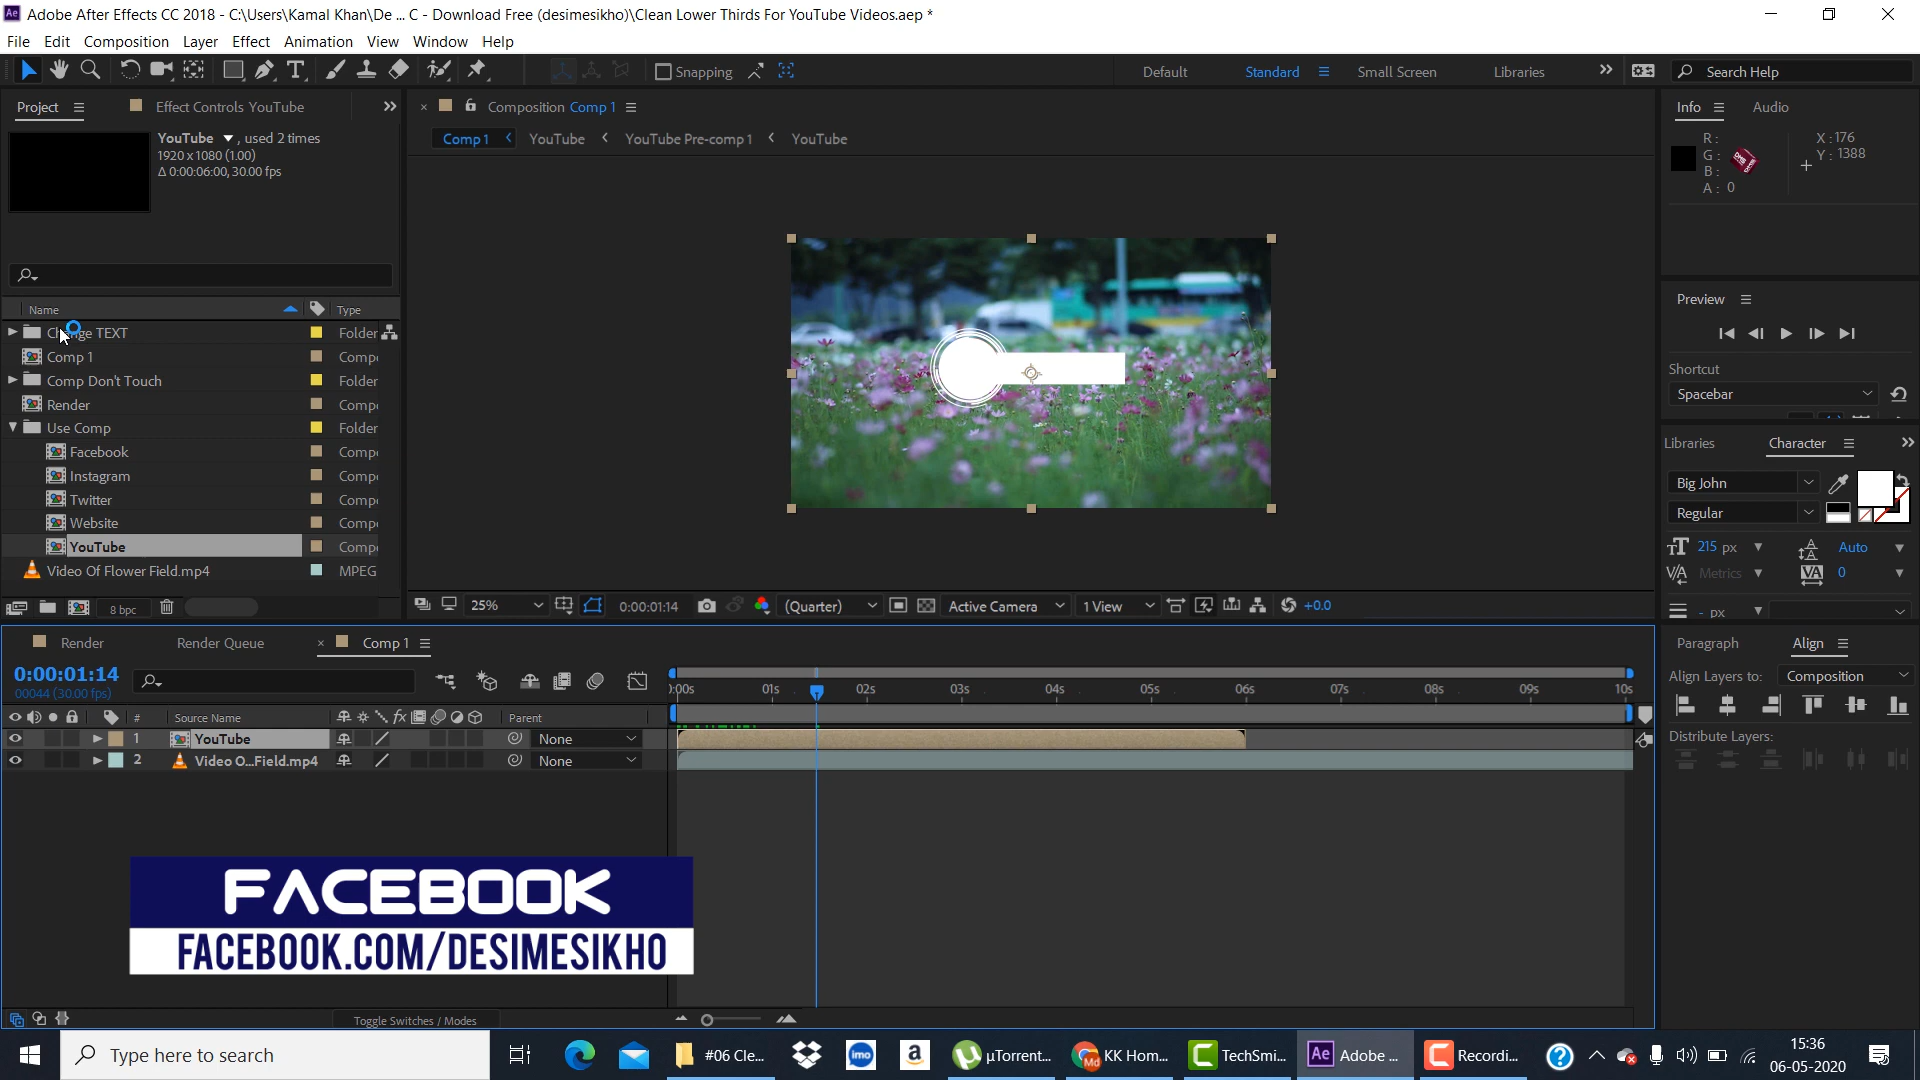 Adobe After Effects CC 2018 - C:\Users\Kamal Khan\De ... C - Download Free (desimesikho)\Clean Lower Thirds For YouTube Videos.aep *
File Edit Composition Layer Effect Animation View Window Help
Snapping Default Standard Small Screen Libraries Search Help
Project Effect Controls YouTube
Composition Comp 1
Info Audio
YouTube , used 2 times
1920 x 1080 (1.00)
Δ 0:00:06:00, 30.00 fps
Comp 1 YouTube YouTube Pre-comp 1 YouTube
R :
G :
B :
A : 0
X : 176
Y : 1388
Name Type
Change TEXT Folder
Comp 1 Comp
Comp Don't Touch Folder
Render Comp
Use Comp Folder
Facebook Comp
Instagram Comp
Twitter Comp
Website Comp
YouTube Comp
Video Of Flower Field.mp4 MPEG
8 bpc
25% 0:00:01:14 (Quarter) Active Camera 1 View +0.0
Preview
Shortcut
Spacebar
Libraries Character
Big John
Regular
215 px Auto
Metrics 0
- px
Render Render Queue Comp 1
0:00:01:14
00044 (30.00 fps)
:00s 01s 02s 03s 04s 05s 06s 07s 08s 09s 10s
# Source Name Parent
1 YouTube None
2 Video O...Field.mp4 None
Toggle Switches / Modes
Paragraph Align
Align Layers to: Composition
Distribute Layers:
FACEBOOK
FACEBOOK.COM/DESIMESIKHO
Type here to search
#06 Cle...
imo
µTorrent...
KK Hom...
TechSmi...
Ae Adobe ...
Recordi...
15:36
06-05-2020